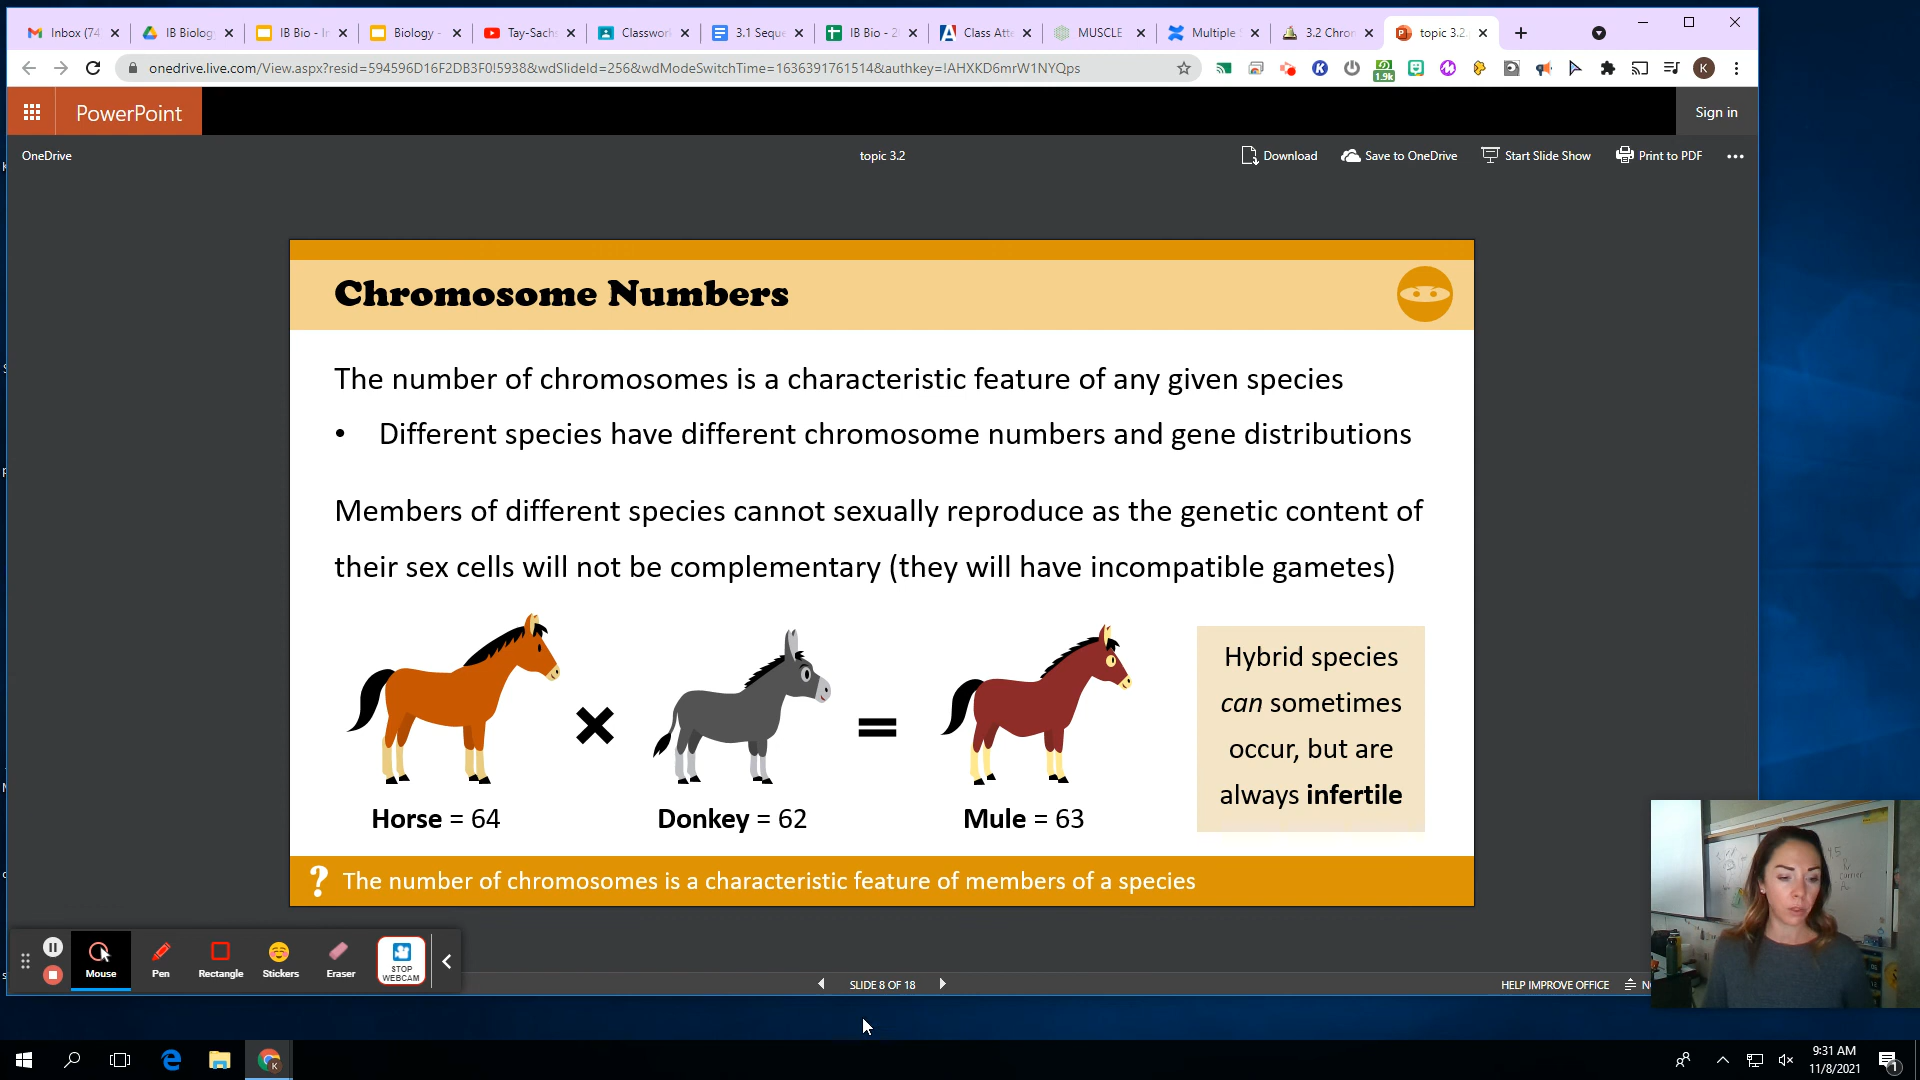 Inbox (74
IB Biolog
IB Bio - I
Biology -
Tay-Sach
Classwor
3.1 Seque
IB Bio - 2
Class Atte
MUSCLE
Multiple
3.2 Chron
topic 3.2
onedrive.live.com/View.aspx?resid=594596D16F2DB3F0!5938&wdSlideId=256&wdModeSwitchTime=1636391761514&authkey=!AHXKD6mrW1NYQps
1.9k
K
PowerPoint
Sign in
OneDrive
topic 3.2
Download
Save to OneDrive
Start Slide Show
Print to PDF
Chromosome Numbers
The number of chromosomes is a characteristic feature of any given species
• Different species have different chromosome numbers and gene distributions
Members of different species cannot sexually reproduce as the genetic content of
their sex cells will not be complementary (they will have incompatible gametes)
Horse = 64
Donkey = 62
Mule = 63
Hybrid species
can sometimes
occur, but are
always infertile
? The number of chromosomes is a characteristic feature of members of a species
Mouse
Pen
Rectangle
Stickers
Eraser
STOP
WEBCAM
SLIDE 8 OF 18
HELP IMPROVE OFFICE
9:31 AM
11/8/2021
1